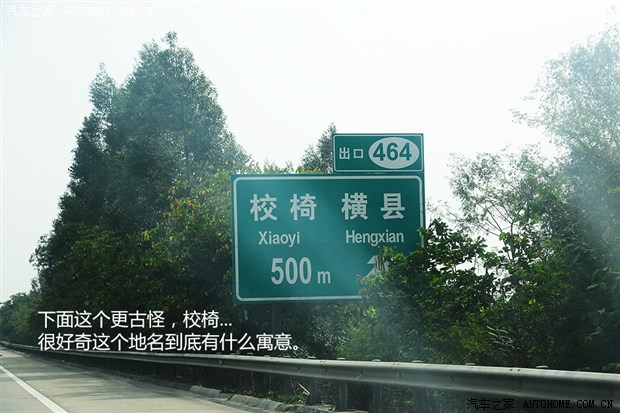 汽车之家 AUTOHOME.COM.CN
出口 464
校椅 横县
Xiaoyl Hengxian
500 m
下面这个更古怪，校椅...
很好奇这个地名到底有什么寓意。
汽车之家 WWW.AUTOHOME.COM.CN